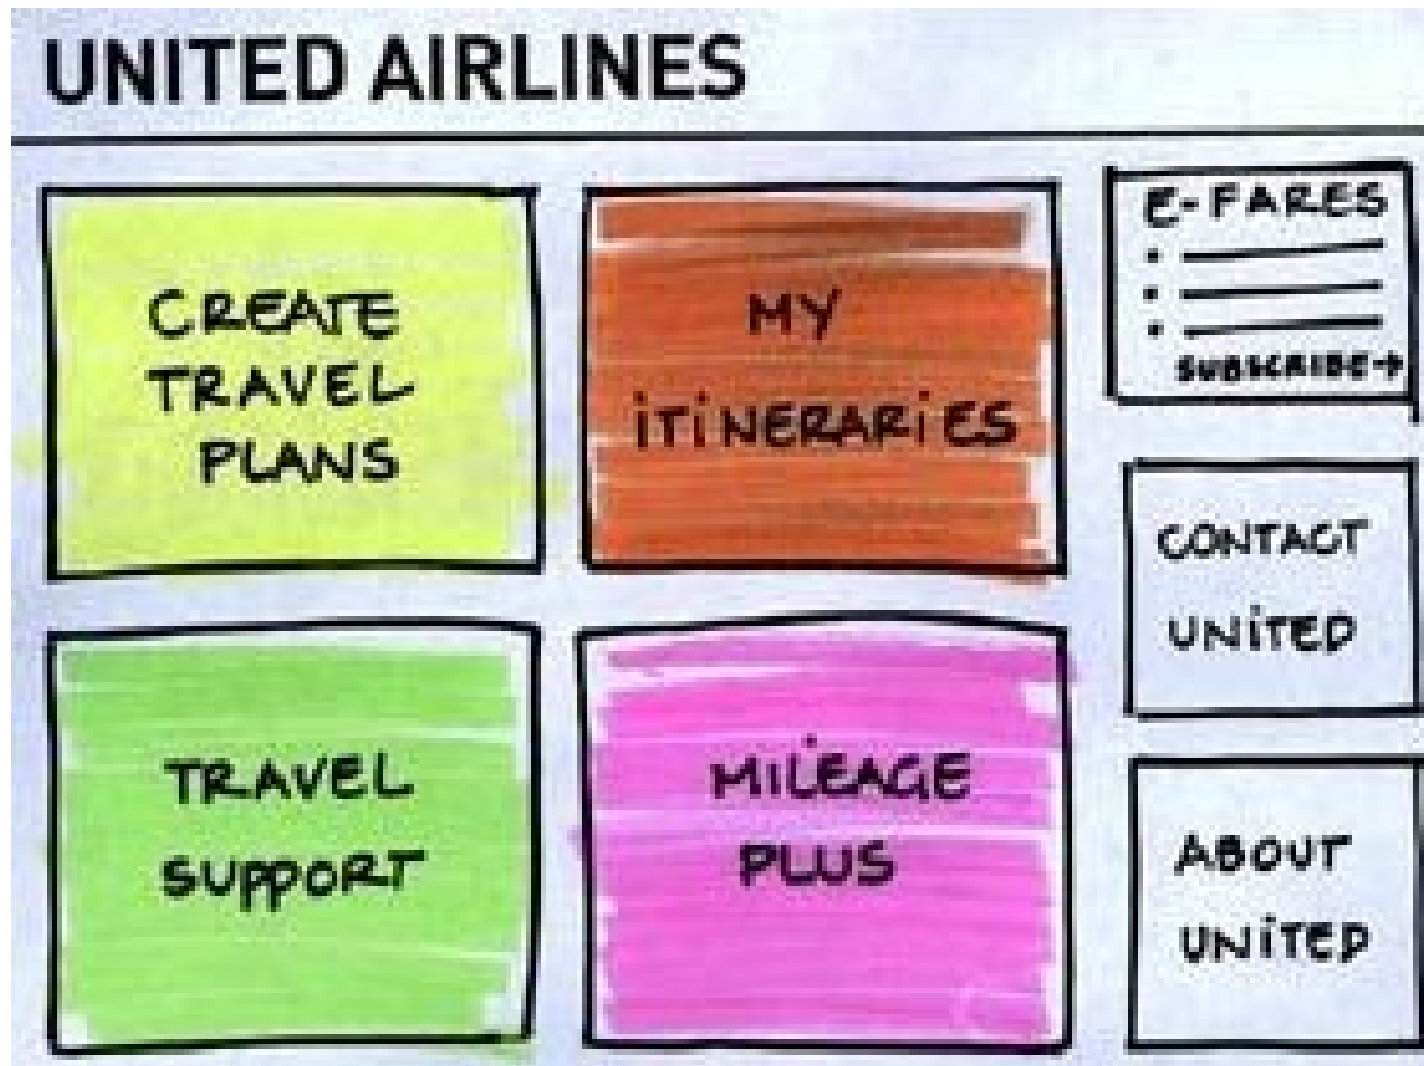 UNITED AIRLINES
CREATE
TRAVEL
PLANS
MY
iTiNERARiES
E-FARES
SUBSCRIBE→
CONTACT
UNiTED
TRAVEL
SUPPORT
MILEAGE
PLUS
ABOUT
UNiTED